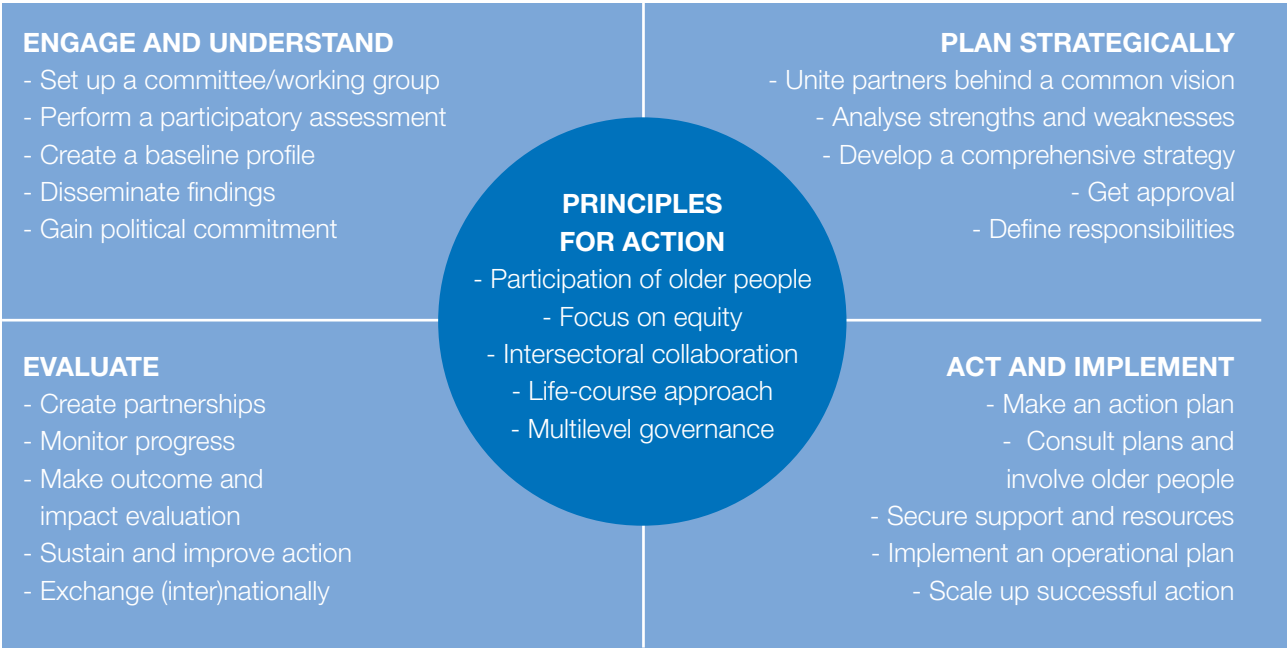 ENGAGE AND UNDERSTAND
- Set up a committee/working group
- Perform a participatory assessment
- Create a baseline profile
- Disseminate findings
- Gain political commitment
PLAN STRATEGICALLY
- Unite partners behind a common vision
- Analyse strengths and weaknesses
- Develop a comprehensive strategy
- Get approval
- Define responsibilities
PRINCIPLES
FOR ACTION
- Participation of older people
- Focus on equity
- Intersectoral collaboration
- Life-course approach
- Multilevel governance
EVALUATE
- Create partnerships
- Monitor progress
- Make outcome and
impact evaluation
- Sustain and improve action
- Exchange (inter)nationally
ACT AND IMPLEMENT
- Make an action plan
- Consult plans and
involve older people
- Secure support and resources
- Implement an operational plan
- Scale up successful action